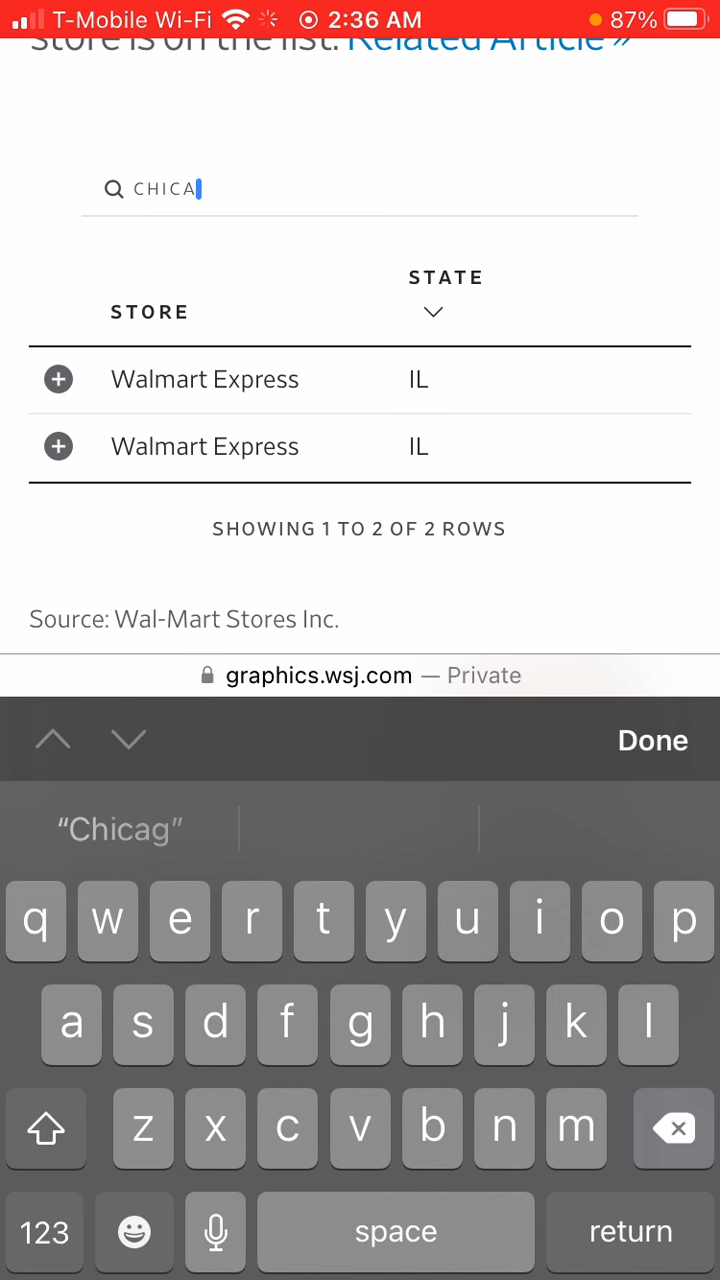 T-Mobile Wi-Fi 2:36 AM 87%
store is on the list. Related Article »
CHICA
STATE
STORE
Walmart Express IL
Walmart Express IL
SHOWING 1 TO 2 OF 2 ROWS
Source: Wal-Mart Stores Inc.
graphics.wsj.com — Private
Done
“Chicag”
q w e r t y u i o p
a s d f g h j k l
z x c v b n m
123 space return